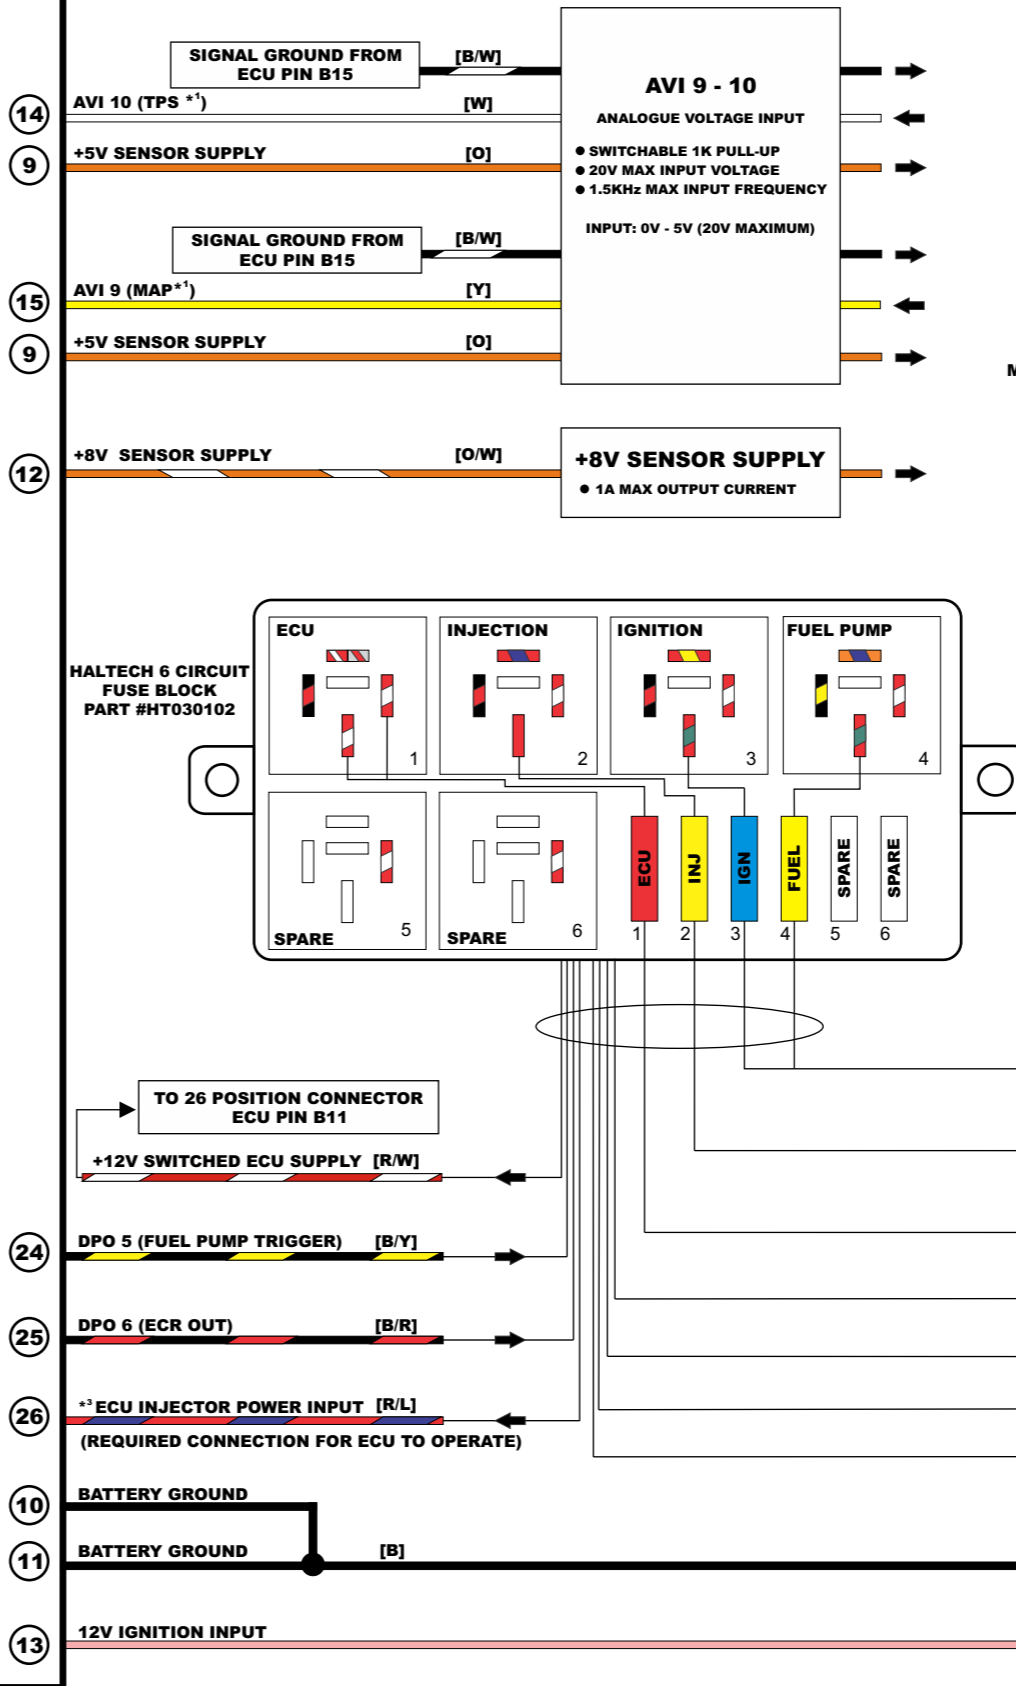 SIGNAL GROUND FROM
ECU PIN B15
[B/W]
14
AVI 10 (TPS *1)
[W]
9
+5V SENSOR SUPPLY
[O]
AVI 9 - 10
ANALOGUE VOLTAGE INPUT
● SWITCHABLE 1K PULL-UP
● 20V MAX INPUT VOLTAGE
● 1.5KHz MAX INPUT FREQUENCY
INPUT: 0V - 5V (20V MAXIMUM)
SIGNAL GROUND FROM
ECU PIN B15
[B/W]
15
AVI 9 (MAP*1)
[Y]
9
+5V SENSOR SUPPLY
[O]
M
12
+8V SENSOR SUPPLY
[O/W]
+8V SENSOR SUPPLY
● 1A MAX OUTPUT CURRENT
HALTECH 6 CIRCUIT
FUSE BLOCK
PART #HT030102
ECU
1
INJECTION
2
IGNITION
3
FUEL PUMP
4
SPARE
5
SPARE
6
ECU
1
INJ
2
IGN
3
FUEL
4
SPARE
5
SPARE
6
TO 26 POSITION CONNECTOR
ECU PIN B11
+12V SWITCHED ECU SUPPLY [R/W]
24
DPO 5 (FUEL PUMP TRIGGER) [B/Y]
25
DPO 6 (ECR OUT) [B/R]
26
*3 ECU INJECTOR POWER INPUT [R/L]
(REQUIRED CONNECTION FOR ECU TO OPERATE)
10
BATTERY GROUND
11
BATTERY GROUND [B]
13
12V IGNITION INPUT